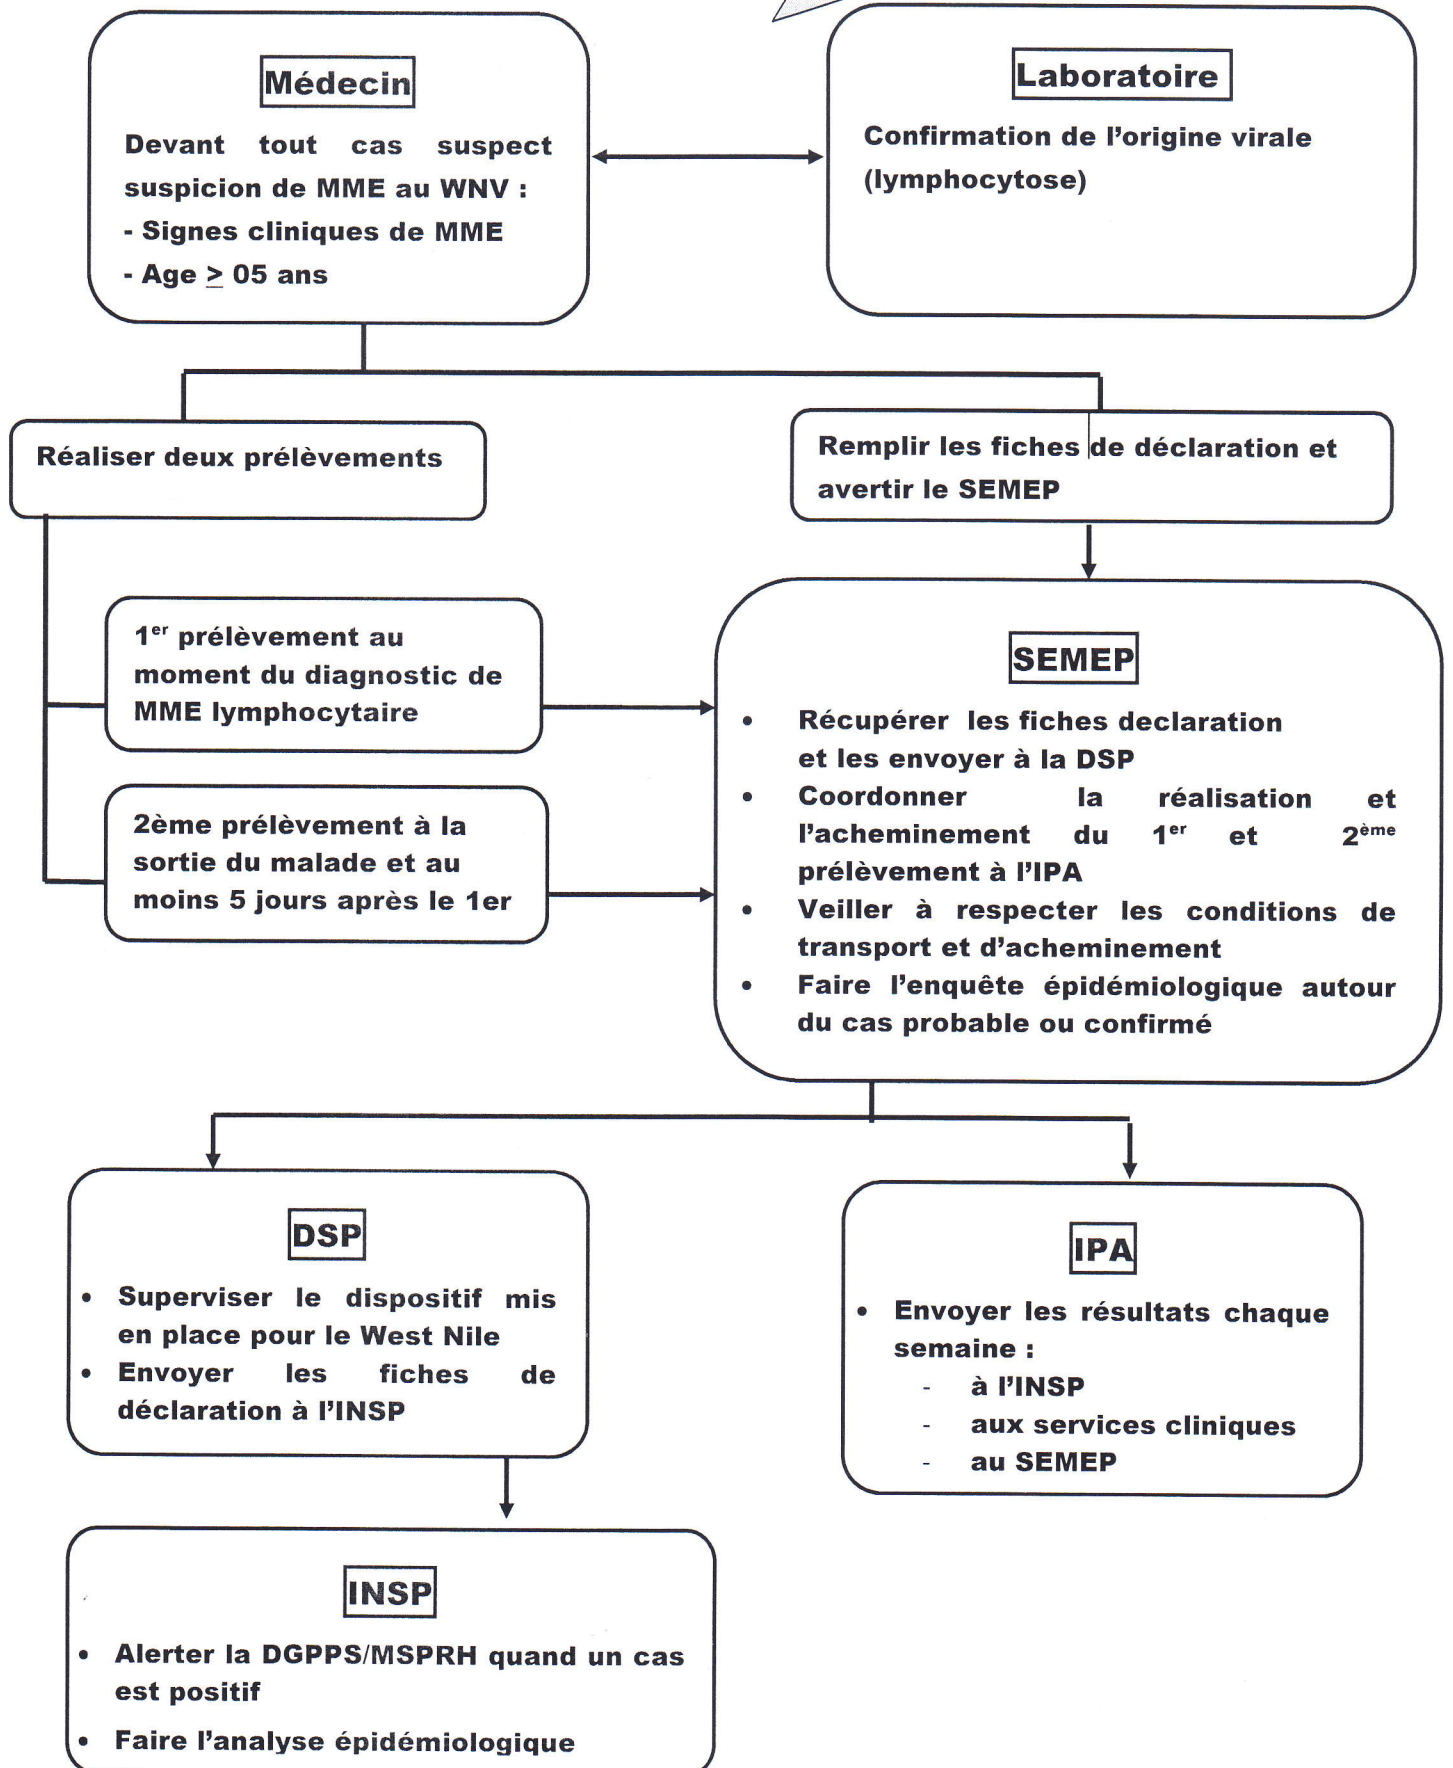 Médecin
Devant tout cas suspect
suspicion de MME au WNV :
- Signes cliniques de MME
- Age ≥ 05 ans
Laboratoire
Confirmation de l'origine virale
(lymphocytose)
Réaliser deux prélèvements
Remplir les fiches de déclaration et
avertir le SEMEP
1er prélèvement au
moment du diagnostic de
MME lymphocytaire
2ème prélèvement à la
sortie du malade et au
moins 5 jours après le 1er
SEMEP
• Récupérer les fiches declaration
et les envoyer à la DSP
• Coordonner la réalisation et
l'acheminement du 1er et 2ème
prélèvement à l'IPA
• Veiller à respecter les conditions de
transport et d'acheminement
• Faire l'enquête épidémiologique autour
du cas probable ou confirmé
DSP
• Superviser le dispositif mis
en place pour le West Nile
• Envoyer les fiches de
déclaration à l'INSP
IPA
• Envoyer les résultats chaque
semaine :
- à l'INSP
- aux services cliniques
- au SEMEP
INSP
• Alerter la DGPPS/MSPRH quand un cas
est positif
• Faire l'analyse épidémiologique